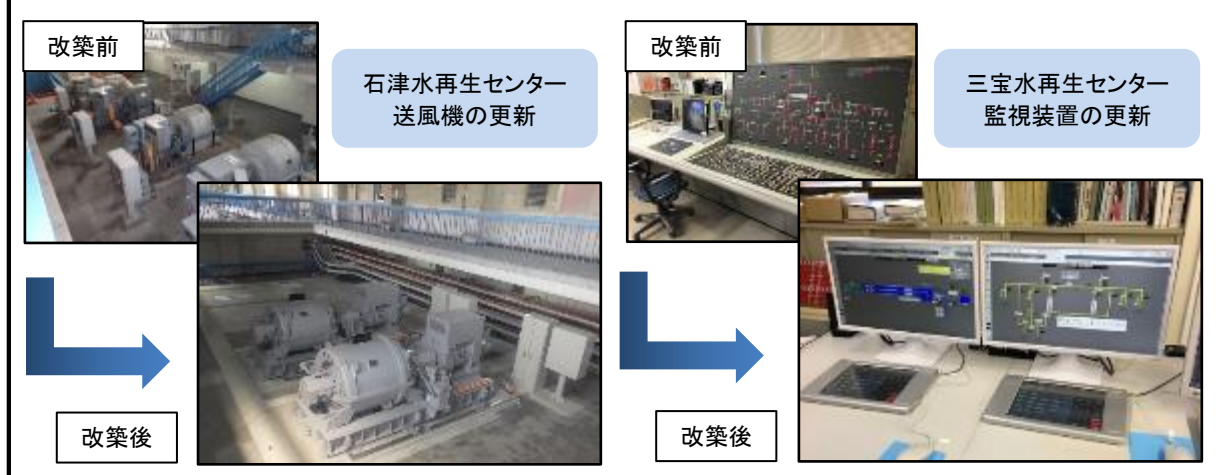 改築前
石津水再生センター
送風機の更新
改築後
改築前
三宝水再生センター
監視装置の更新
改築後